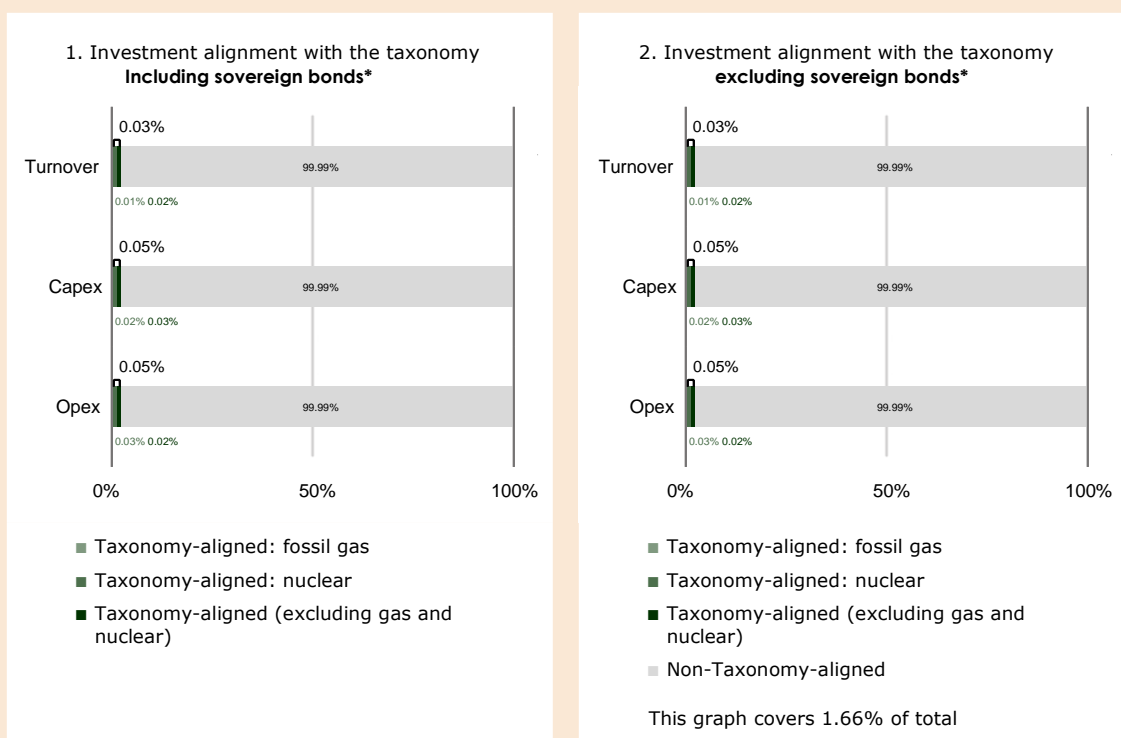 1. Investment alignment with the taxonomy
Including sovereign bonds*
0.03%
Turnover
99.99%
0.01% 0.02%
0.05%
Capex
99.99%
0.02% 0.03%
0.05%
Opex
99.99%
0.03% 0.02%
0%
50%
100%
Taxonomy-aligned: fossil gas
Taxonomy-aligned: nuclear
Taxonomy-aligned (excluding gas and
nuclear)
2. Investment alignment with the taxonomy
excluding sovereign bonds*
0.03%
Turnover
99.99%
0.01% 0.02%
0.05%
Capex
99.99%
0.02% 0.03%
0.05%
Opex
99.99%
0.03% 0.02%
0%
50%
100%
Taxonomy-aligned: fossil gas
Taxonomy-aligned: nuclear
Taxonomy-aligned (excluding gas and
nuclear)
Non-Taxonomy-aligned
This graph covers 1.66% of total